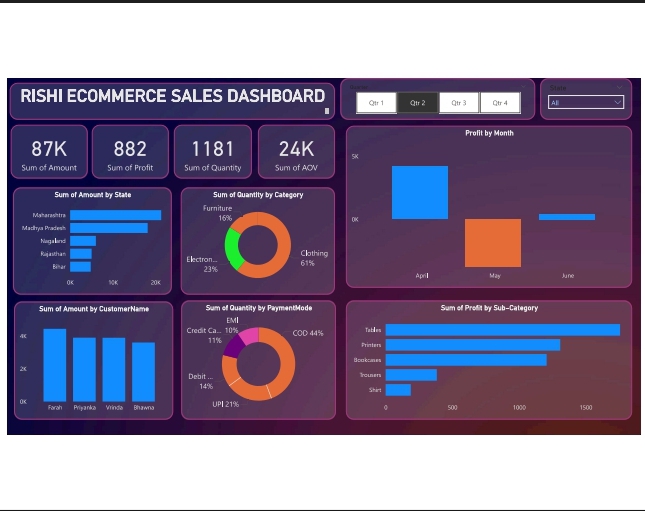 RISHI ECOMMERCE SALES DASHBOARD
Qtr 1 Qtr 2 Qtr 3 Qtr 4
State
All
87K
Sum of Amount
882
Sum of Profit
1181
Sum of Quantity
24K
Sum of AOV
Profit by Month
5K
0K
April May June
Sum of Amount by State
Maharashtra
Madhya Pradesh
Nagaland
Rajasthan
Bihar
0K 10K 20K
Sum of Quantity by Category
Furniture
16%
Electron...
23%
Clothing
61%
Sum of Amount by CustomerName
4K
2K
0K
Farah Priyanka Vrinda Bhawna
Sum of Quantity by PaymentMode
EMI
10%
Credit Ca...
11%
COD 44%
Debit ...
14%
UPI 21%
Sum of Profit by Sub-Category
Tables
Printers
Bookcases
Trousers
Shirt
0 500 1000 1500